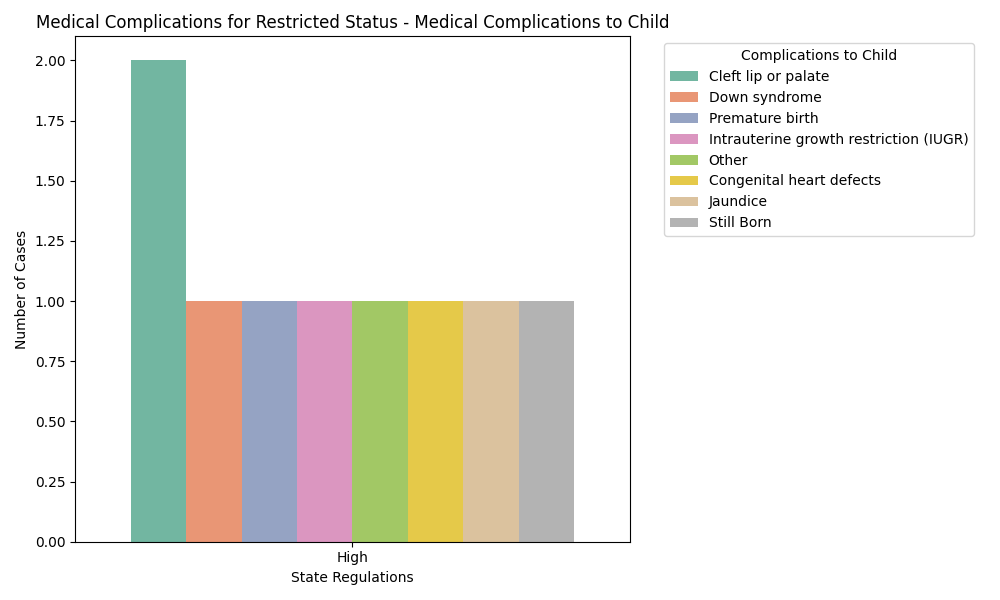 Medical Complications for Restricted Status - Medical Complications to Child
2.00
1.75
1.50
1.25
1.00
0.75
0.50
0.25
0.00
Number of Cases
High
State Regulations
Complications to Child
Cleft lip or palate
Down syndrome
Premature birth
Intrauterine growth restriction (IUGR)
Other
Congenital heart defects
Jaundice
Still Born